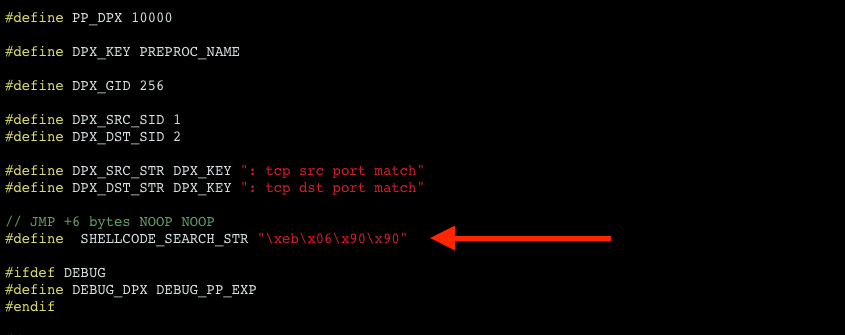 #define PP_DPX 10000
#define DPX_KEY PREPROC_NAME
#define DPX_GID 256
#define DPX_SRC_SID 1
#define DPX_DST_SID 2
#define DPX_SRC_STR DPX_KEY ": tcp src port match"
#define DPX_DST_STR DPX_KEY ": tcp dst port match"
// JMP +6 bytes NOOP NOOP
#define  SHELLCODE_SEARCH_STR "\xeb\x06\x90\x90"
#ifdef DEBUG
#define DEBUG_DPX DEBUG_PP_EXP
#endif